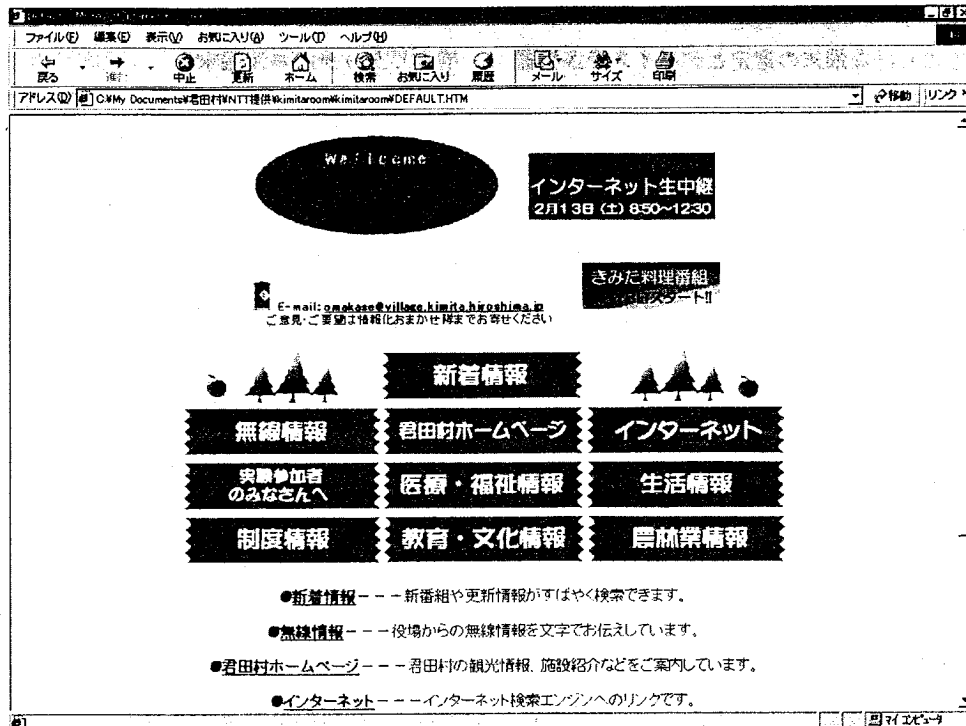 ファイル(F) 編集(E) 表示(V) お気に入り(A) ツール(T) ヘルプ(H)
戻る 進む 中止 更新 ホーム 検索 お気に入り 履歴 メール サイズ 印刷
アドレス(D) C:¥My Documents¥君田村¥NTT提供¥kimitaroom¥kimitaroom¥DEFAULT.HTM 移動 リンク
Wellcome
インターネット生中継
2月13日(土) 8:50~12:30
きみた料理番組
スタート!!
E-mail:omakase@village.kimita.hiroshima.jp
ご意見・ご要望は情報化おまかせ隊までお寄せください
新着情報
無線情報 君田村ホームページ インターネット
実験参加者
のみなさんへ
医療・福祉情報 生活情報
制度情報 教育・文化情報 農林業情報
●新着情報---新番組や更新情報がすばやく検索できます。
●無線情報---役場からの無線情報を文字でお伝えしています。
●君田村ホームページ---君田村の観光情報、施設紹介などをご案内しています。
●インターネット---インターネット検索エンジンへのリンクです。
マイ コンピュータ